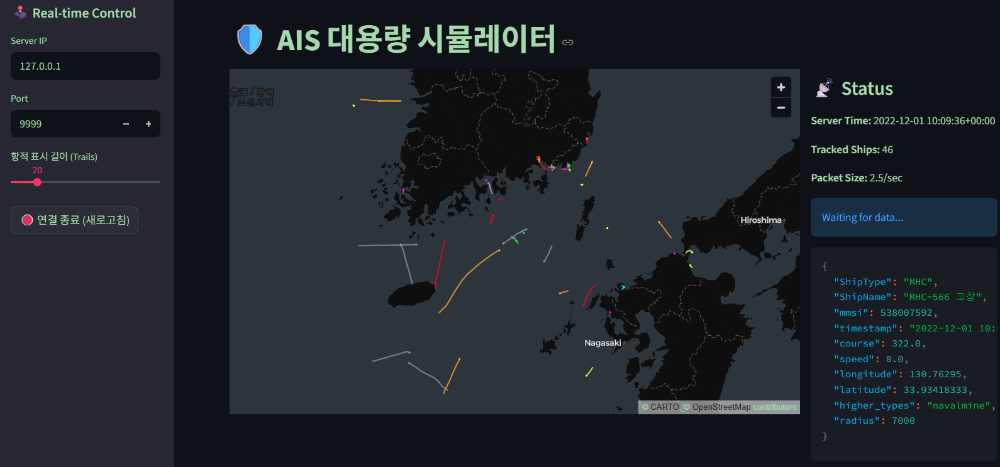 Real-time Control
Server IP
127.0.0.1
Port
9999
항적 표시 길이 (Trails)
20
연결 종료 (새로고침)
AIS 대용량 시뮬레이터
黄海 / 황해
/ 조선서해
Hiroshima
Nagasaki
© CARTO, © OpenStreetMap contributors
Status
Server Time: 2022-12-01 10:09:36+00:00
Tracked Ships: 46
Packet Size: 2.5/sec
Waiting for data...
{
"ShipType": "MHC",
"ShipName": "MHC-566 고창",
"mmsi": 538007592,
"timestamp": "2022-12-01 10:
"course": 322.0,
"speed": 0.0,
"longitude": 130.76295,
"latitude": 33.93418333,
"higher_types": "navalmine",
"radius": 7000
}